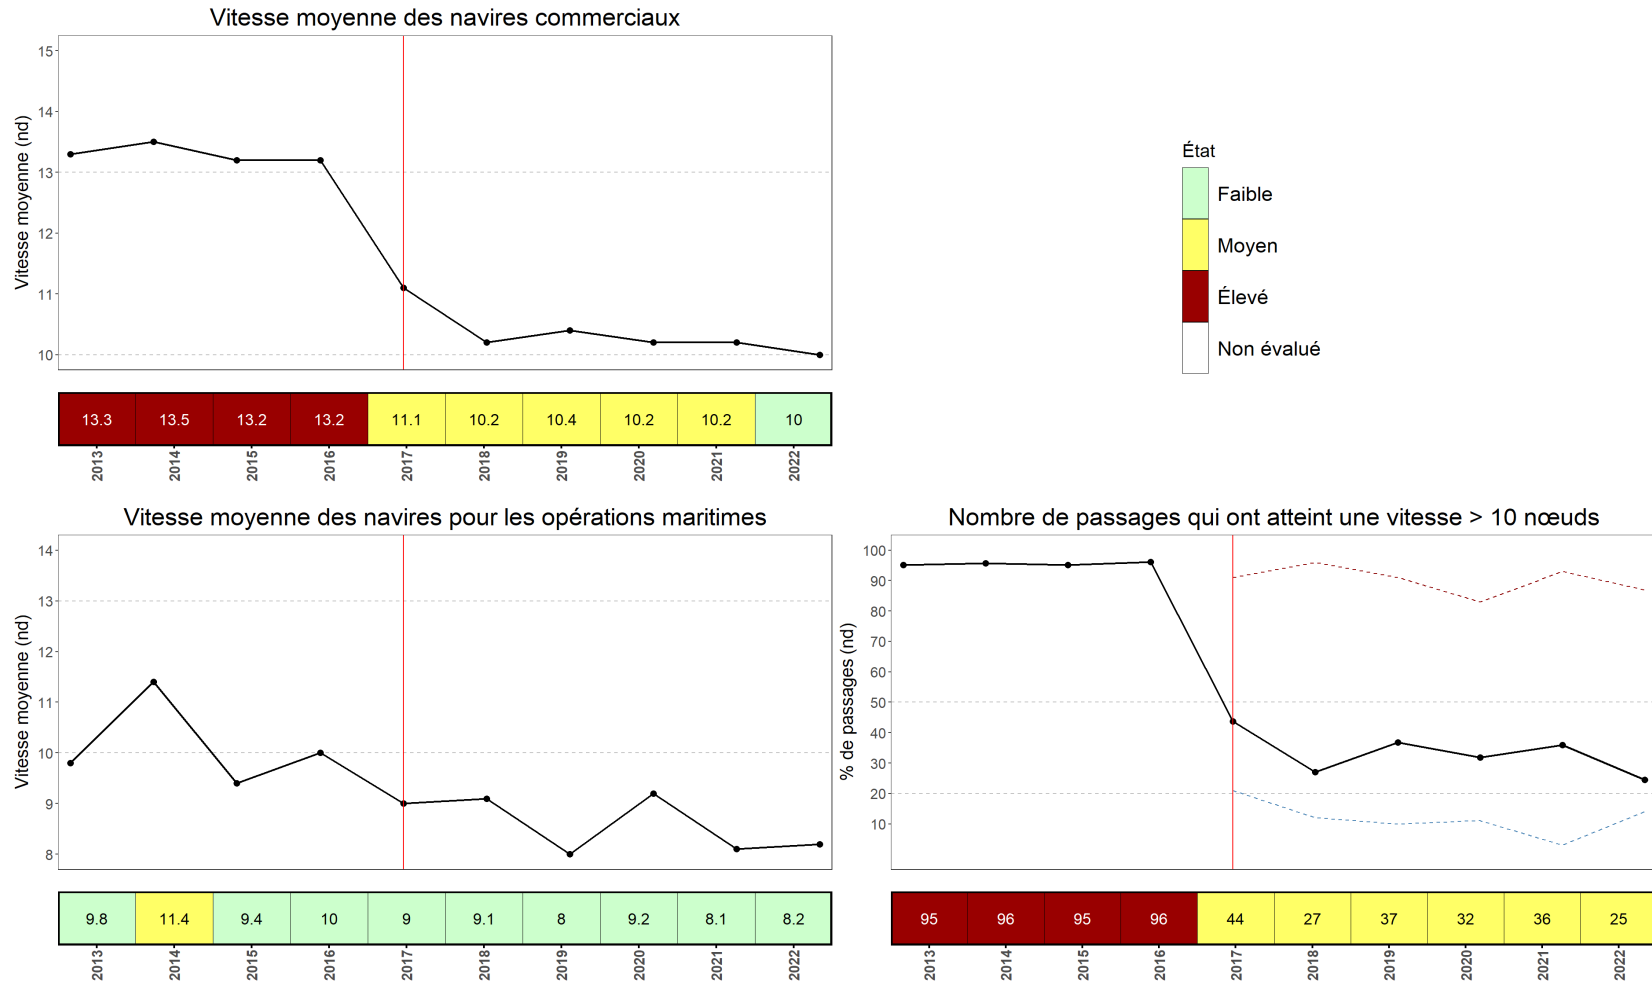 Vitesse moyenne des navires commerciaux
Vitesse moyenne (nd)
15
14
13
12
11
10
13.3 13.5 13.2 13.2 11.1 10.2 10.4 10.2 10.2 10
2013 2014 2015 2016 2017 2018 2019 2020 2021 2022
État
Faible
Moyen
Élevé
Non évalué
Vitesse moyenne des navires pour les opérations maritimes
Vitesse moyenne (nd)
14
13
12
11
10
9
8
9.8 11.4 9.4 10 9 9.1 8 9.2 8.1 8.2
2013 2014 2015 2016 2017 2018 2019 2020 2021 2022
Nombre de passages qui ont atteint une vitesse > 10 nœuds
% de passages (nd)
100
90
80
70
60
50
40
30
20
10
95 96 95 96 44 27 37 32 36 25
2013 2014 2015 2016 2017 2018 2019 2020 2021 2022